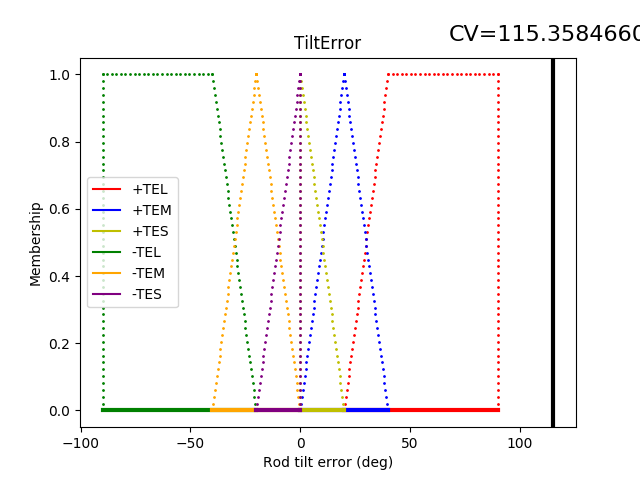 CV=115.3584660
TiltError
1.0
0.8
0.6
0.4
0.2
0.0
Membership
+TEL
+TEM
+TES
-TEL
-TEM
-TES
−100
−50
0
50
100
Rod tilt error (deg)